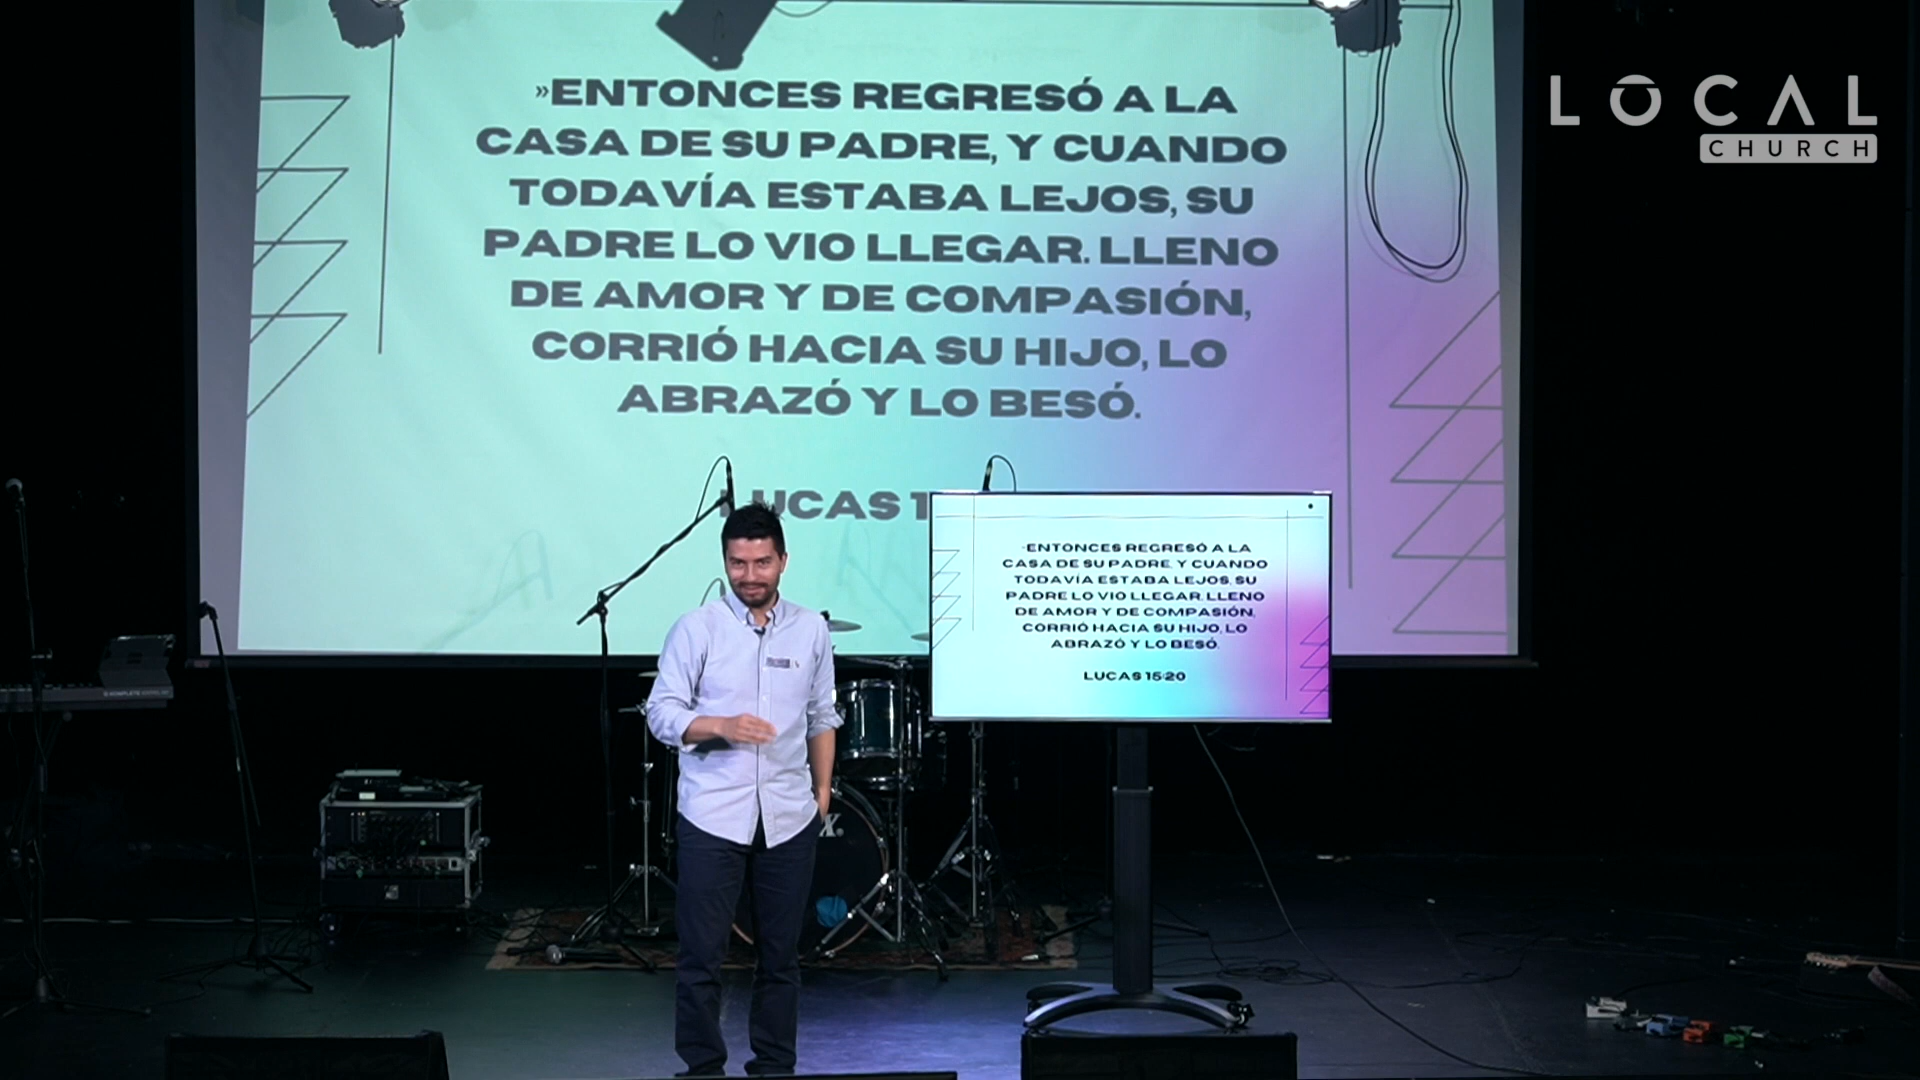 »ENTONCES REGRESÓ A LA
CASA DE SU PADRE, Y CUANDO
TODAVÍA ESTABA LEJOS, SU
PADRE LO VIO LLEGAR. LLENO
DE AMOR Y DE COMPASIÓN,
CORRIÓ HACIA SU HIJO, LO
ABRAZÓ Y LO BESÓ.
LUCAS 1
LOCAL
CHURCH
»ENTONCES REGRESÓ A LA
CASA DE SU PADRE, Y CUANDO
TODAVÍA ESTABA LEJOS, SU
PADRE LO VIO LLEGAR. LLENO
DE AMOR Y DE COMPASIÓN,
CORRIÓ HACIA SU HIJO, LO
ABRAZÓ Y LO BESÓ.
LUCAS 15:20